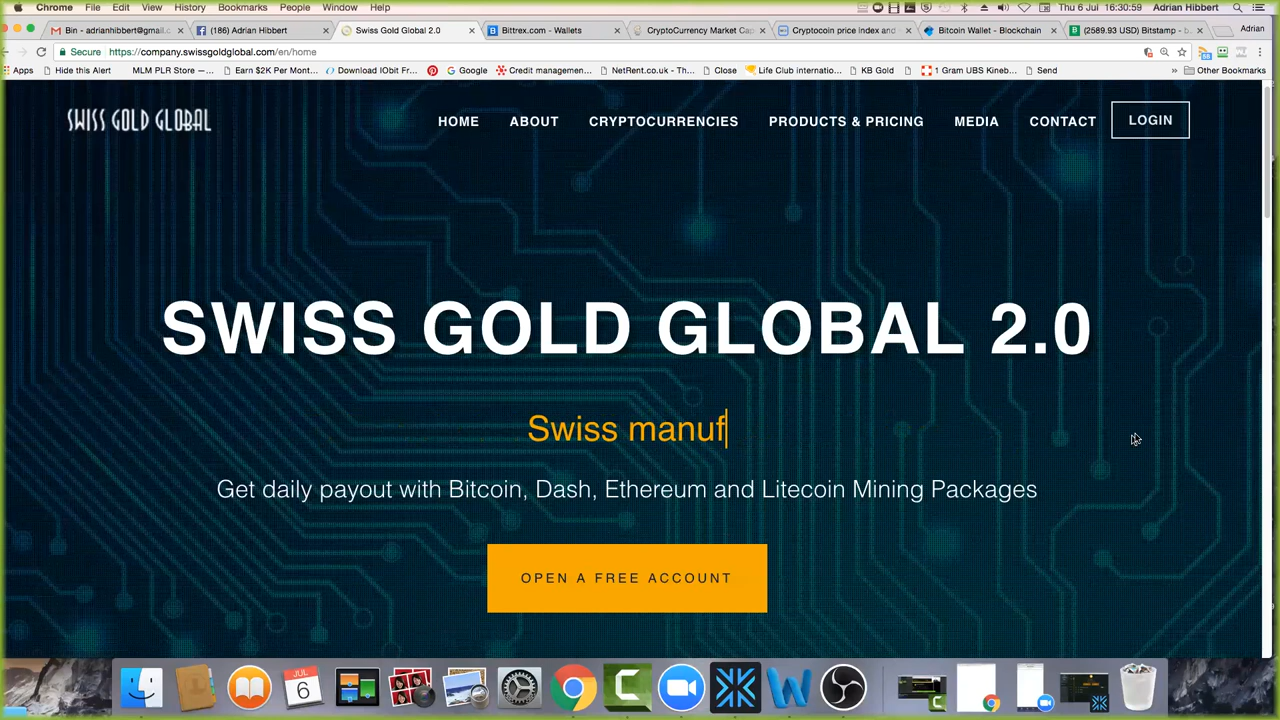 Chrome File Edit View History Bookmarks People Window Help Thu 6 Jul 16:30:59 Adrian Hibbert
Bin - adrianhibbert@gmail.c (186) Adrian Hibbert Swiss Gold Global 2.0 Bittrex.com - Wallets CryptoCurrency Market Cap Cryptocoin price index and Bitcoin Wallet - Blockchain (2589.93 USD) Bitstamp - b Adrian
Secure https://company.swissgoldglobal.com/en/home
Apps Hide this Alert MLM PLR Store — ... Earn $2K Per Mont... Download IObit Fr... Google Credit managemen... NetRent.co.uk - Th... Close Life Club internatio... KB Gold 1 Gram UBS Kineb... Send » Other Bookmarks
SWISS GOLD GLOBAL HOME ABOUT CRYPTOCURRENCIES PRODUCTS & PRICING MEDIA CONTACT LOGIN
SWISS GOLD GLOBAL 2.0
Swiss manuf
Get daily payout with Bitcoin, Dash, Ethereum and Litecoin Mining Packages
OPEN A FREE ACCOUNT
JUL
6